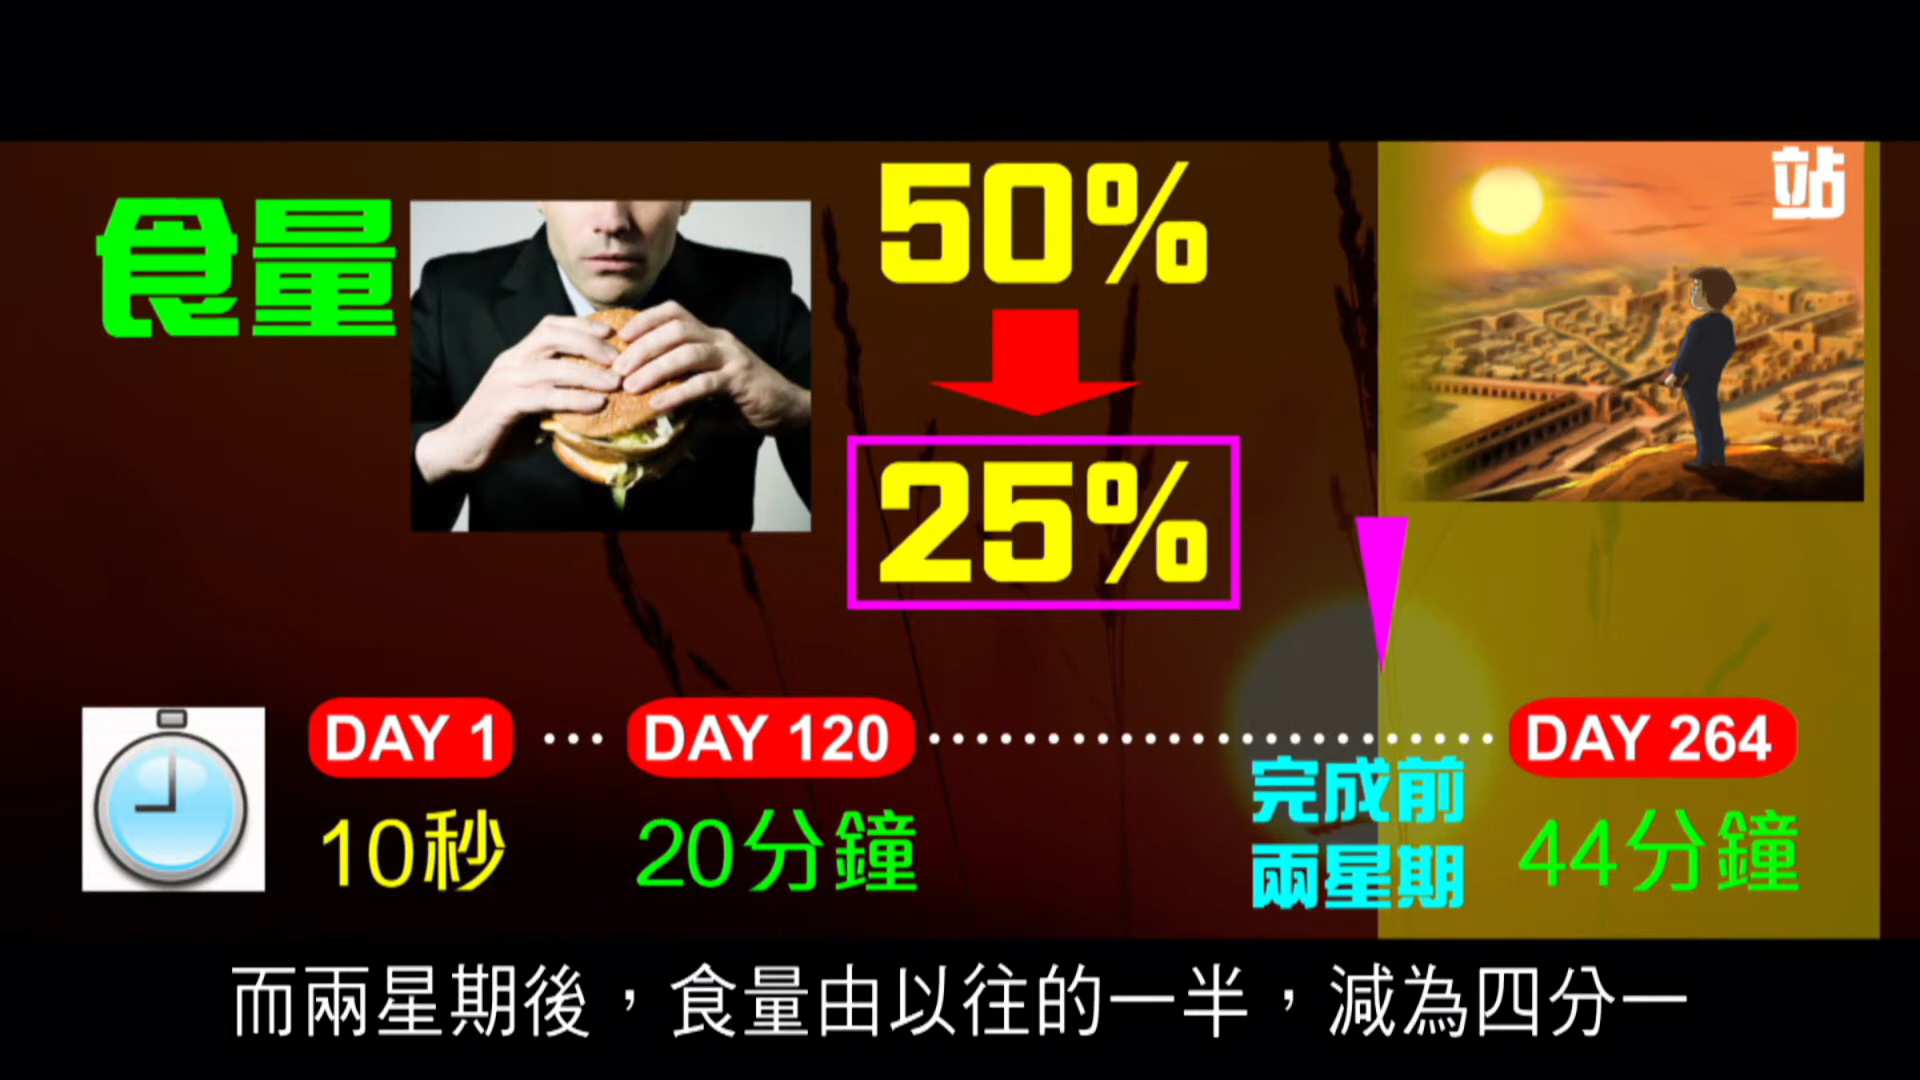 食量
50%
站
25%
DAY 1
DAY 120
DAY 264
10秒
20分鐘
完成前
兩星期
44分鐘
而兩星期後，食量由以往的一半，減為四分一